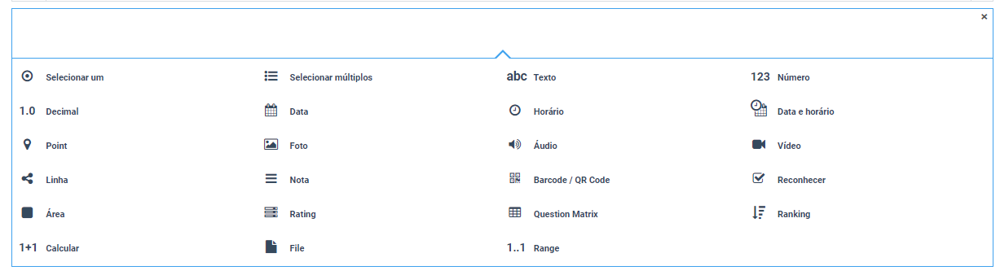 ×
Selecionar um
Selecionar múltiplos
abc Texto
123 Número
1.0 Decimal
Data
Horário
Data e horário
Point
Foto
Áudio
Vídeo
Linha
Nota
Barcode / QR Code
Reconhecer
Área
Rating
Question Matrix
Ranking
1+1 Calcular
File
1..1 Range